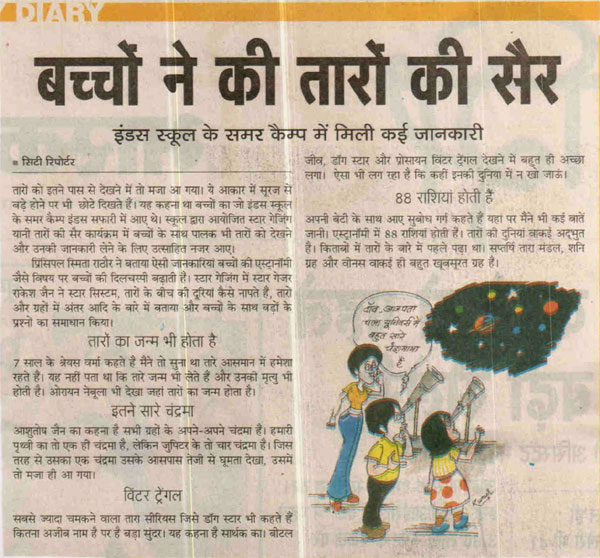 DIARY
बच्चों ने की तारों की सैर
इंडस स्कूल के समर कैम्प में मिली कई जानकारी
■ सिटी रिपोर्टर
तारों को इतने पास से देखने में तो मजा आ गया। ये आकार में सूरज से
बड़े होने पर भी छोटे दिखते हैं। यह कहना था बच्चों का जो इंडस स्कूल
के समर कैम्प इंडस सफारी में आए थे। स्कूल द्वारा आयोजित स्टार गेजिंग
यानी तारों की सैर कार्यक्रम में बच्चों के साथ पालक भी तारों को देखने
और उनकी जानकारी लेने के लिए उत्साहित नजर आए।
प्रिंसिपल स्मिता राठौर ने बताया ऐसी जानकारियां बच्चों की एस्ट्रानॉमी
जैसे विषय पर बच्चों की दिलचस्पी बढ़ाती है। स्टार गेजिंग में स्टार गेजर
राकेश जैन ने स्टार सिस्टम, तारों के बीच की दूरियां कैसे नापते है, तारों
और ग्रहों में अंतर आदि के बारे में बताया और बच्चों के साथ बड़ों के
प्रश्नों का समाधान किया।
तारों का जन्म भी होता है
7 साल के श्रेयस वर्मा कहते हैं मैंने तो सुना था तारे आसमान में हमेशा
रहते हैं। यह नहीं पता था कि तारे जन्म भी लेते हैं और उनकी मृत्यु भी
होती है। ओरायन नेबूला भी देखा जहां तारों का जन्म होता है।
इतने सारे चंद्रमा
आशुतोष जैन का कहना है सभी ग्रहों के अपने-अपने चंद्रमा हैं। हमारी
पृथ्वी का तो एक ही चंद्रमा है, लेकिन जुपिटर के तो चार चंद्रमा हैं। जिस
तरह से उसका एक चंद्रमा उसके आसपास तेजी से घूमता देखा, उसमें
तो मजा ही आ गया।
विंटर ट्रेंगल
सबसे ज्यादा चमकने वाला तारा सीरियस जिसे डॉग स्टार भी कहते हैं
कितना अजीब नाम है पर है बड़ा सुंदर। यह कहना है सार्थक का। बीटल
जीव, डॉग स्टार और प्रोसायन विंटर ट्रेंगल देखने में बहुत ही अच्छा
लगा। ऐसा भी लग रहा है कि कहीं इनकी दुनिया में न खो जाऊं।
88 राशियां होती हैं
अपनी बेटी के साथ आए सुबोध गर्ग कहते हैं यहां पर मैंने भी कई बातें
जानी। एस्ट्रानॉमी में 88 राशियां होती हैं। तारों की दुनियां वाकई अद्भुत
है। किताबों में तारों के बारे में पहले पढ़ा था। सप्तर्षि तारा मंडल, शनि
ग्रह और वीनस वाकई ही बहुत खूबसूरत ग्रह है।
बहुत सारे
चंद्रमामा
है